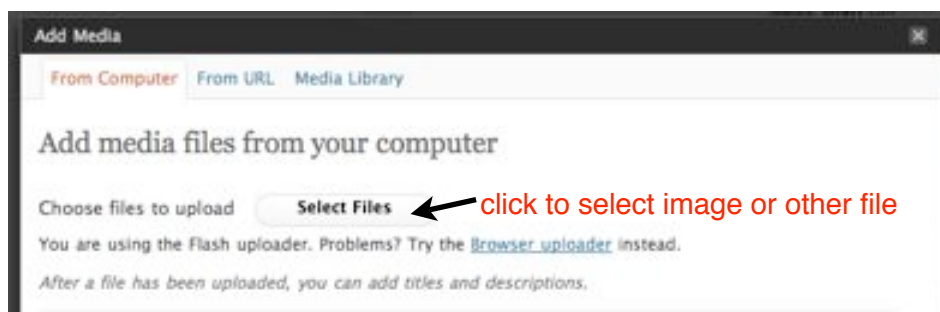 Add Media
From Computer From URL Media Library
Add media files from your computer
Choose files to upload Select Files click to select image or other file
You are using the Flash uploader. Problems? Try the Browser uploader instead.
After a file has been uploaded, you can add titles and descriptions.